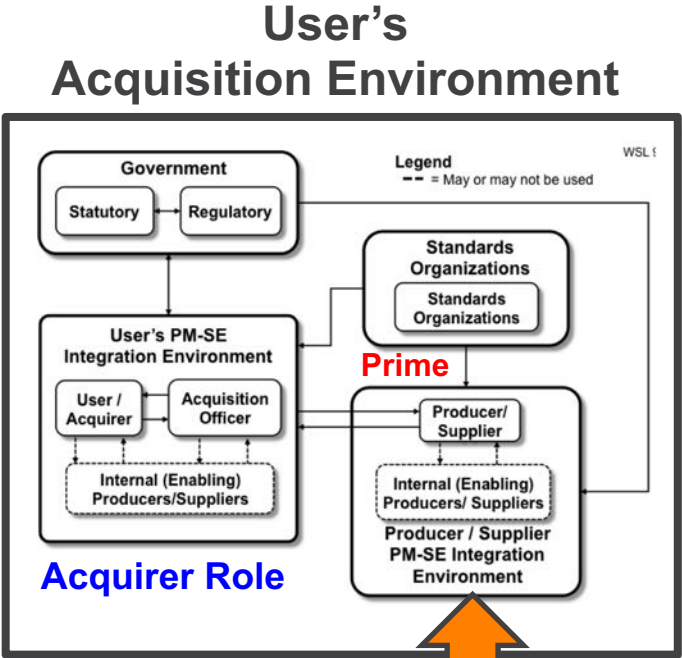 User's
Acquisition Environment
WSL
Government
Statutory
Regulatory
Legend
= May or may not be used
Standards
Organizations
Standards
Organizations
User's PM-SE
Integration Environment
User /
Acquirer
Acquisition
Officer
Internal (Enabling)
Producers/Suppliers
Acquirer Role
Prime
Producer/
Supplier
Internal (Enabling)
Producers/ Suppliers
Producer / Supplier
PM-SE Integration
Environment